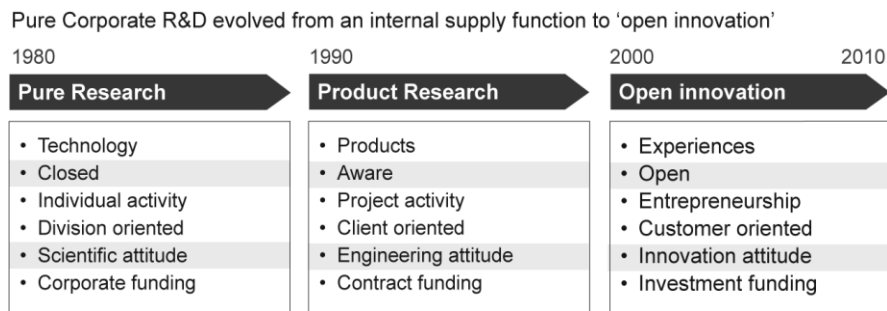 Pure Corporate R&D evolved from an internal supply function to ‘open innovation’
1980
1990
2000
2010
Pure Research
Product Research
Open innovation
• Technology
• Closed
• Individual activity
• Division oriented
• Scientific attitude
• Corporate funding
• Products
• Aware
• Project activity
• Client oriented
• Engineering attitude
• Contract funding
• Experiences
• Open
• Entrepreneurship
• Customer oriented
• Innovation attitude
• Investment funding